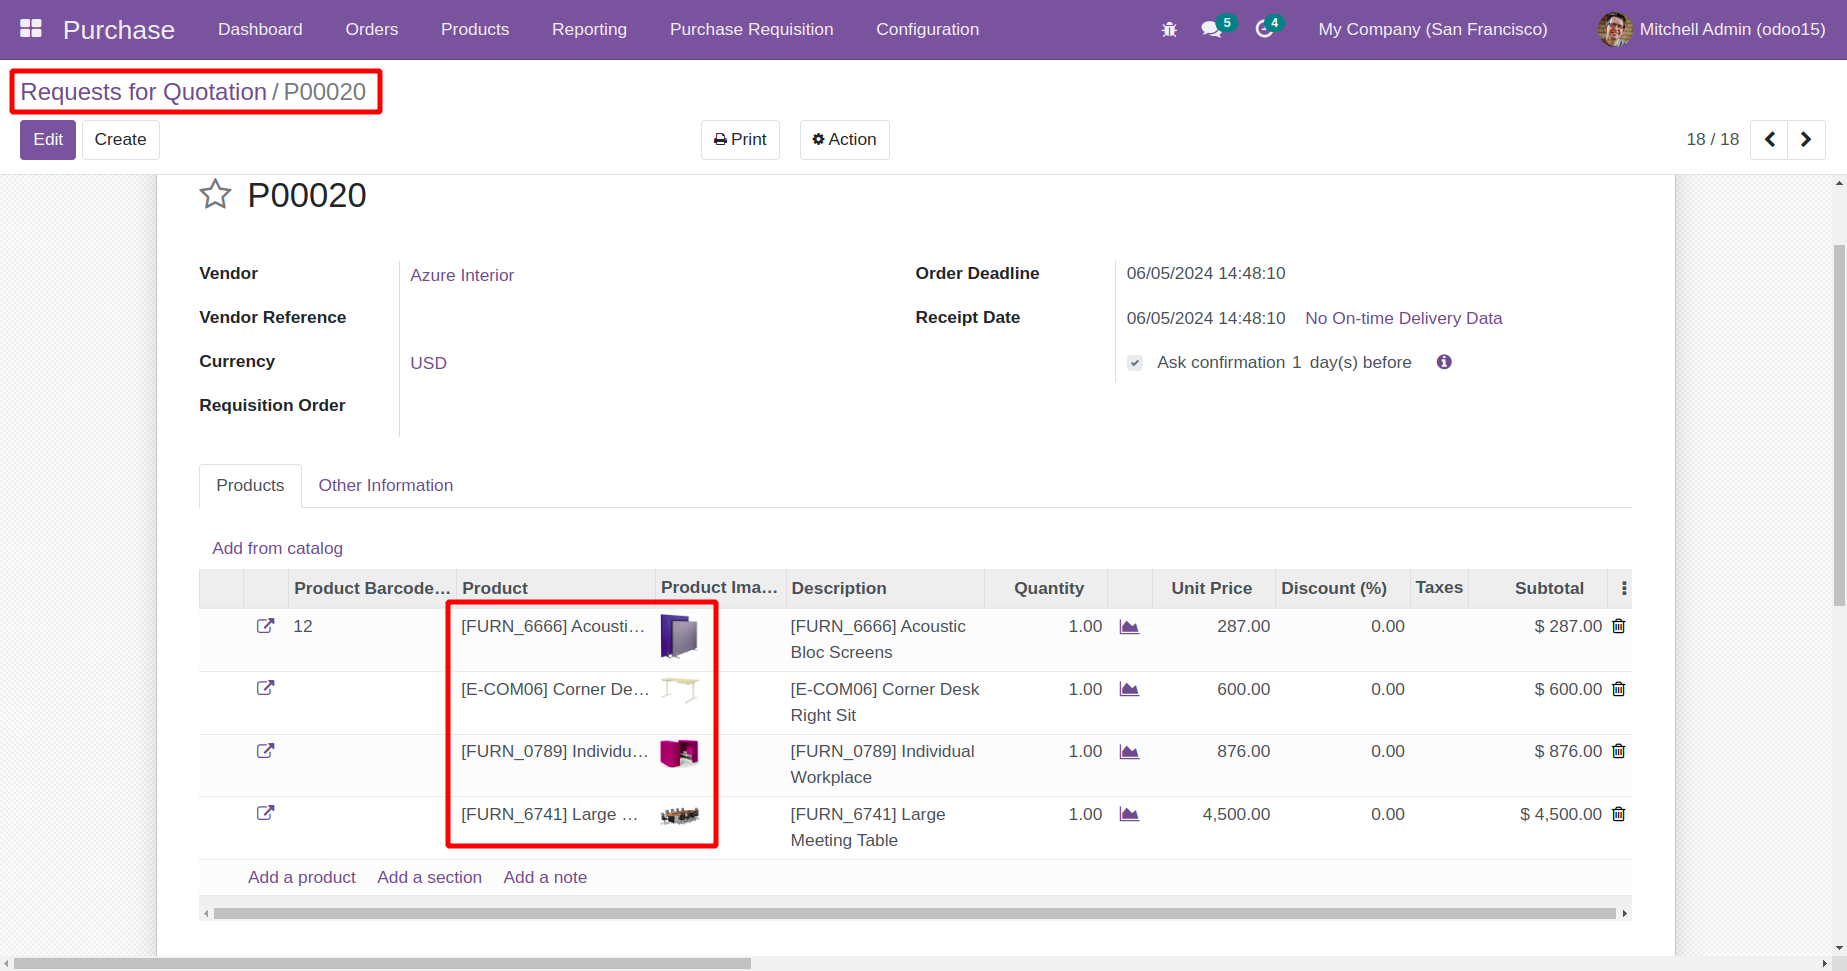 Purchase Dashboard Orders Products Reporting Purchase Requisition Configuration 5 4 My Company (San Francisco) Mitchell Admin (odoo15)
Requests for Quotation / P00020
Edit Create Print Action 18 / 18
P00020
Vendor Azure Interior Order Deadline 06/05/2024 14:48:10
Vendor Reference Receipt Date 06/05/2024 14:48:10 No On-time Delivery Data
Currency USD Ask confirmation 1 day(s) before
Requisition Order
Products Other Information
Add from catalog
Product Barcode... Product Product Ima... Description Quantity Unit Price Discount (%) Taxes Subtotal
12 [FURN_6666] Acousti... [FURN_6666] Acoustic 1.00 287.00 0.00 $ 287.00
Bloc Screens
[E-COM06] Corner De... [E-COM06] Corner Desk 1.00 600.00 0.00 $ 600.00
Right Sit
[FURN_0789] Individu... [FURN_0789] Individual 1.00 876.00 0.00 $ 876.00
Workplace
[FURN_6741] Large ... [FURN_6741] Large 1.00 4,500.00 0.00 $ 4,500.00
Meeting Table
Add a product Add a section Add a note